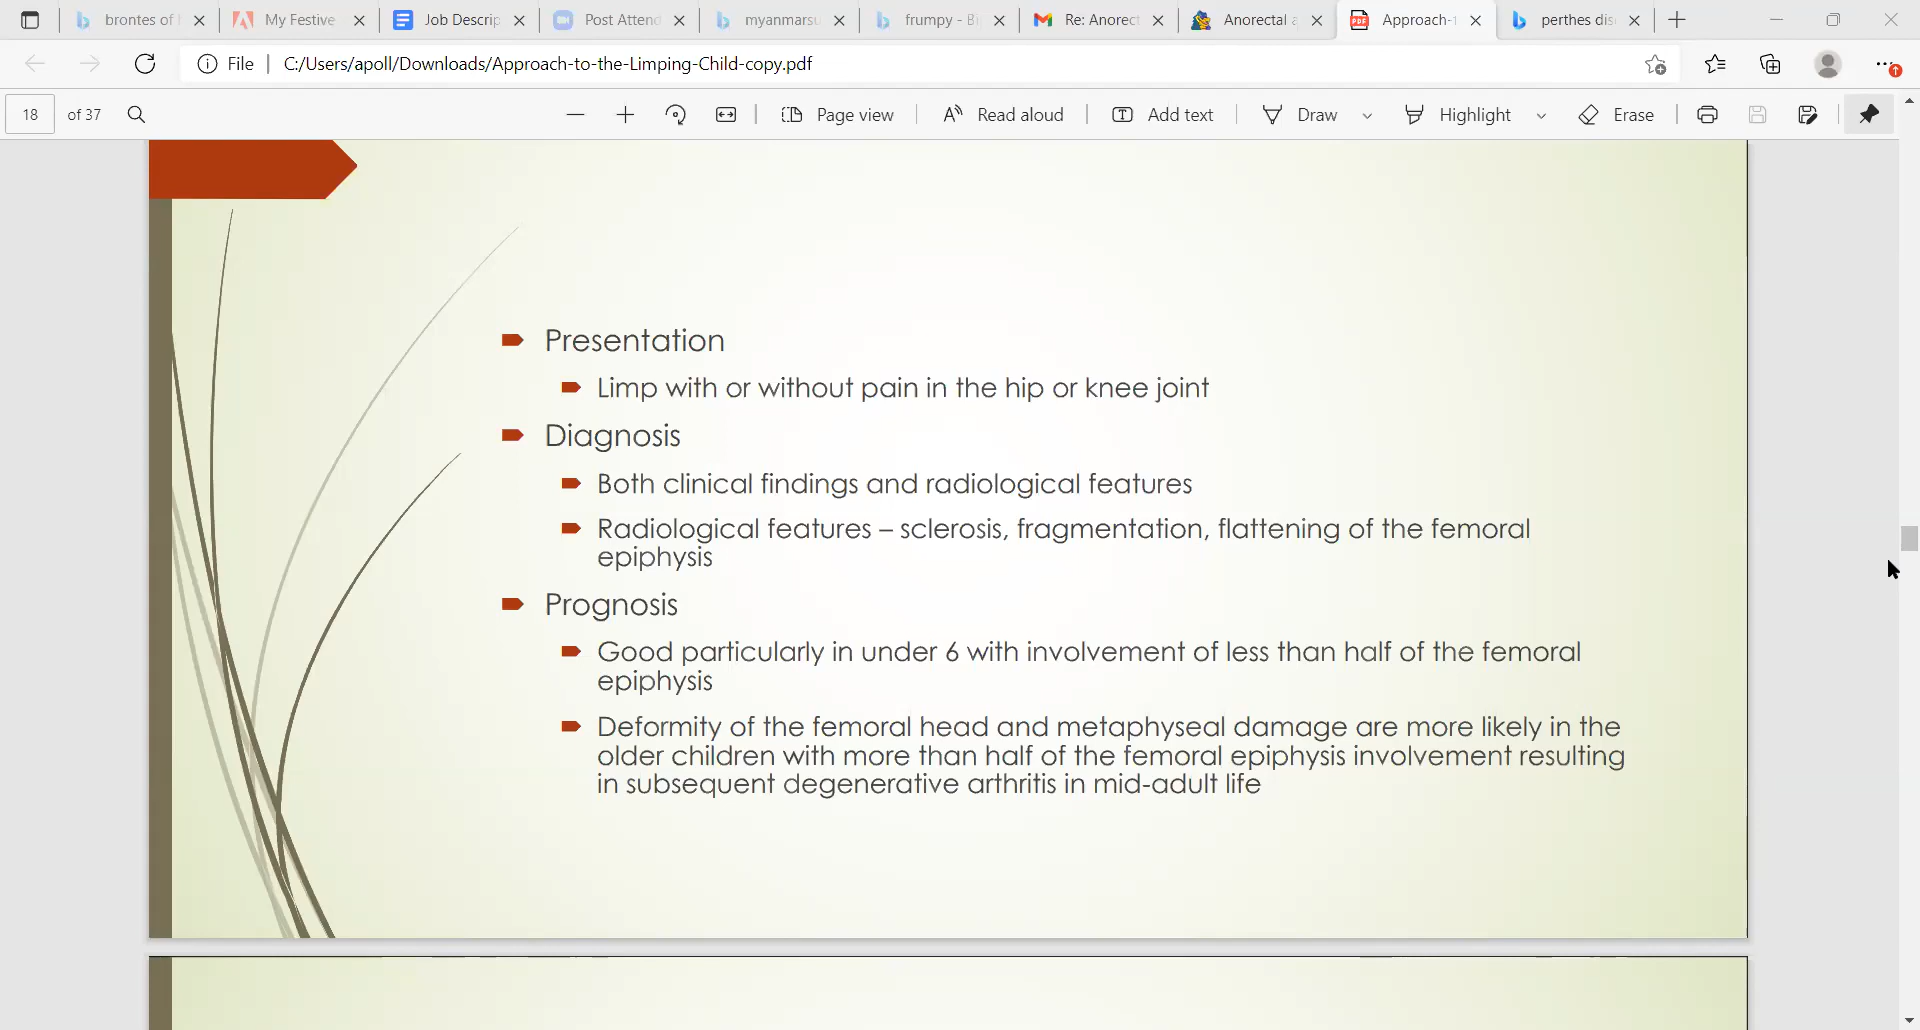 brontes of
My Festive
Job Descrip
Post Attend
myanmarsu
frumpy - Bi
Re: Anorect
Anorectal a
Approach-t
perthes dis
File
C:/Users/apoll/Downloads/Approach-to-the-Limping-Child-copy.pdf
18 of 37
Page view
Read aloud
Add text
Draw
Highlight
Erase
Presentation
Limp with or without pain in the hip or knee joint
Diagnosis
Both clinical findings and radiological features
Radiological features – sclerosis, fragmentation, flattening of the femoral
epiphysis
Prognosis
Good particularly in under 6 with involvement of less than half of the femoral
epiphysis
Deformity of the femoral head and metaphyseal damage are more likely in the
older children with more than half of the femoral epiphysis involvement resulting
in subsequent degenerative arthritis in mid-adult life